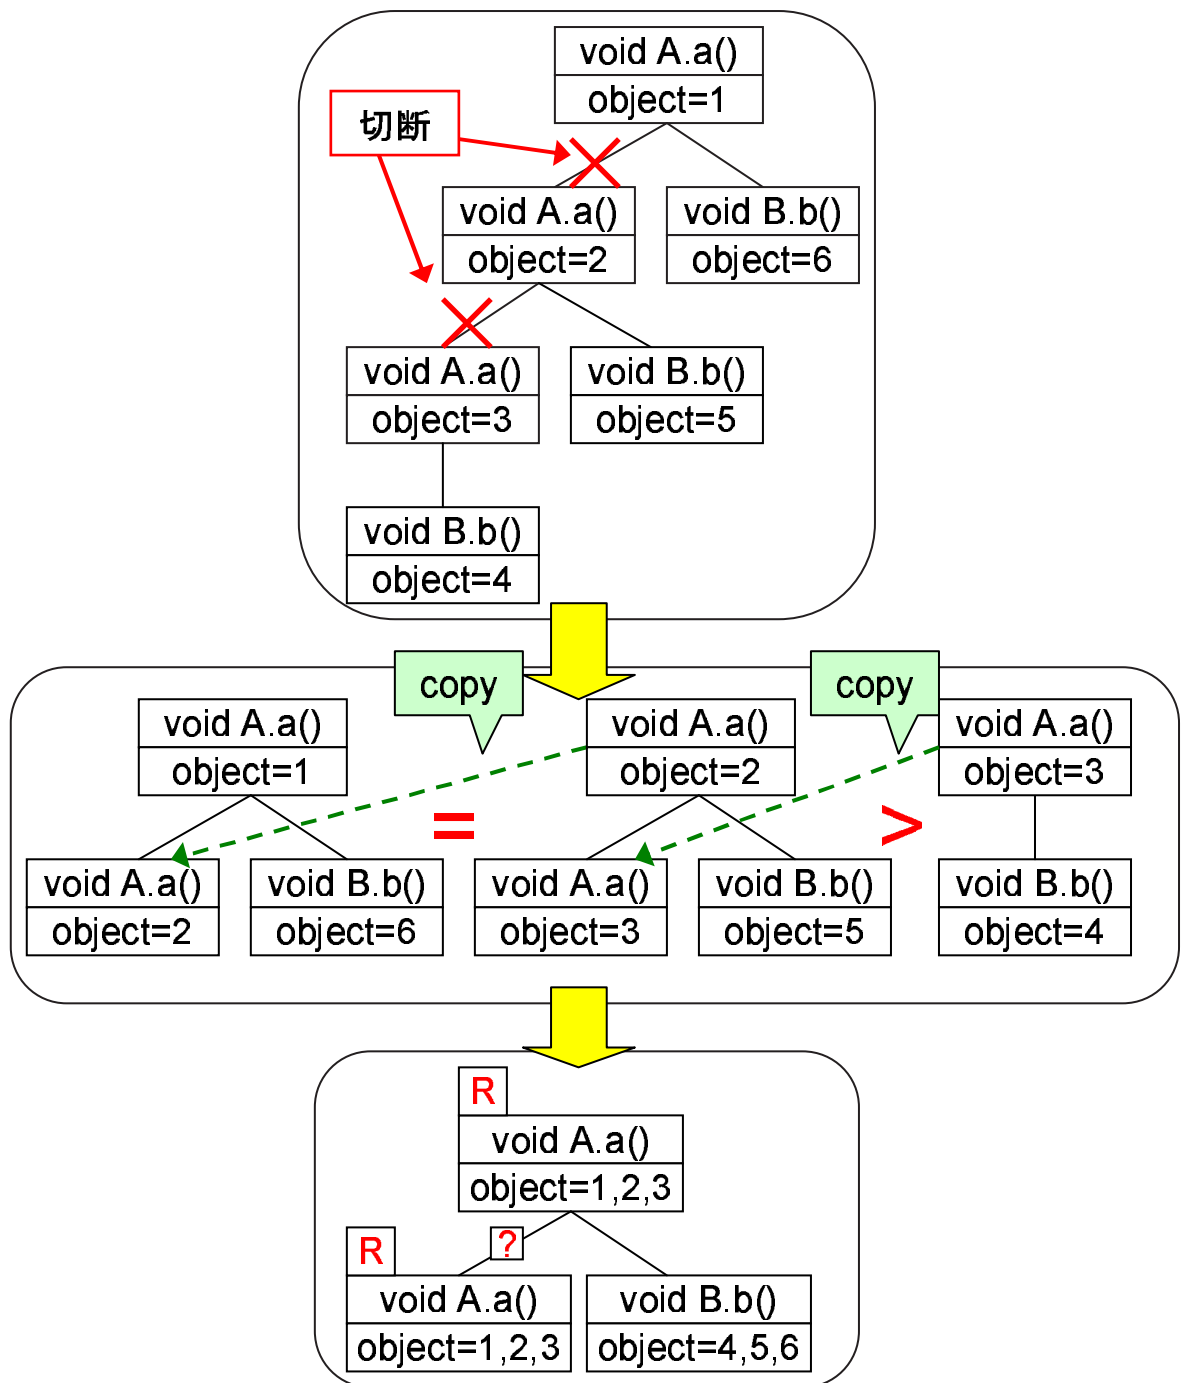 void A.a()
object=1
切断
void A.a()
object=2
void B.b()
object=6
void A.a()
object=3
void B.b()
object=5
void B.b()
object=4
copy
copy
void A.a()
object=1
void A.a()
object=2
void A.a()
object=3
=
>
void A.a()
object=2
void B.b()
object=6
void A.a()
object=3
void B.b()
object=5
void B.b()
object=4
R
void A.a()
object=1,2,3
?
R
void A.a()
object=1,2,3
void B.b()
object=4,5,6